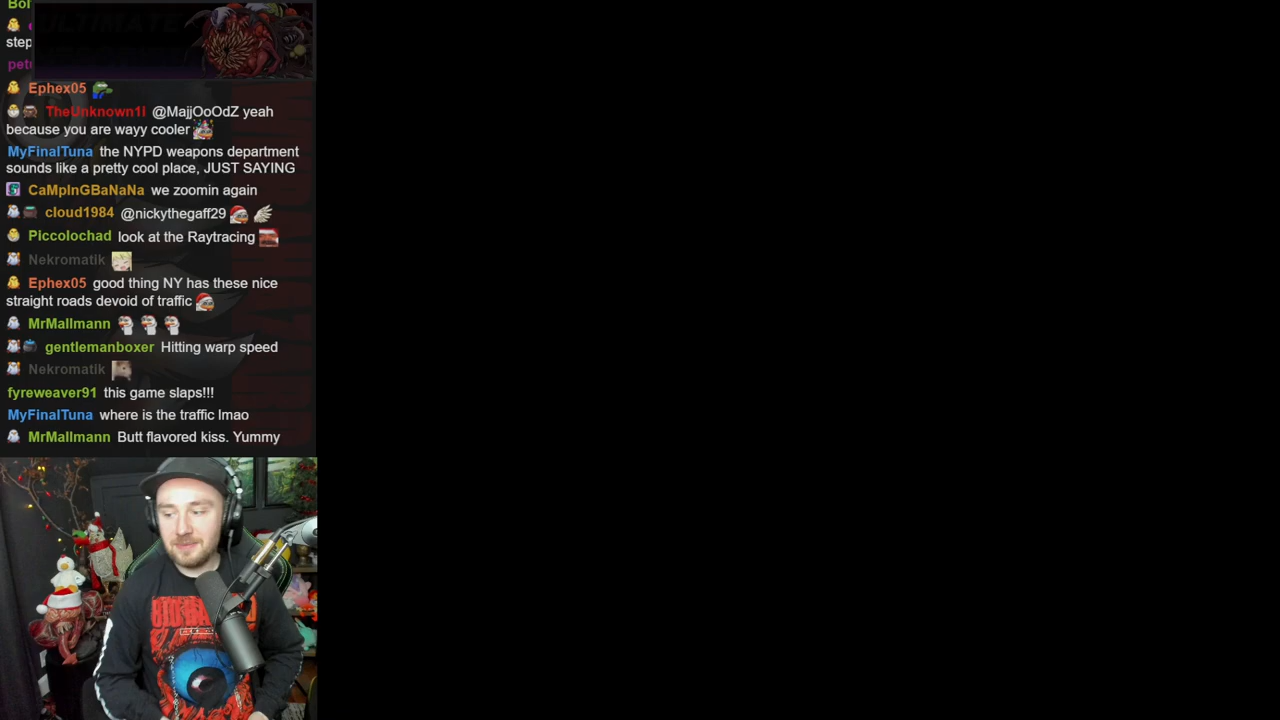 step
Ephex05
TheUnknown1i @MajjOoOdZ yeah
because you are wayy cooler
MyFinalTuna the NYPD weapons department
sounds like a pretty cool place, JUST SAYING
CaMpInGBaNaNa we zoomin again
cloud1984 @nickythegaff29
Piccolochad look at the Raytracing
Nekromatik
Ephex05 good thing NY has these nice
straight roads devoid of traffic
MrMallmann
gentlemanboxer Hitting warp speed
Nekromatik
fyreweaver91 this game slaps!!!
MyFinalTuna where is the traffic lmao
MrMallmann Butt flavored kiss. Yummy